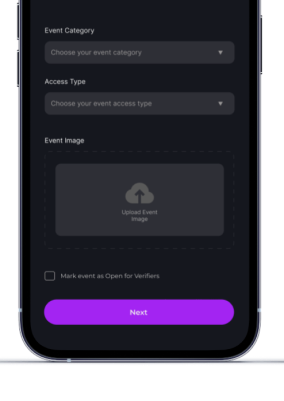 Event Category
Choose your event category
Access Type
Choose your event access type
Event Image
Upload Event
Image
Mark event as Open for Verifiers
Next